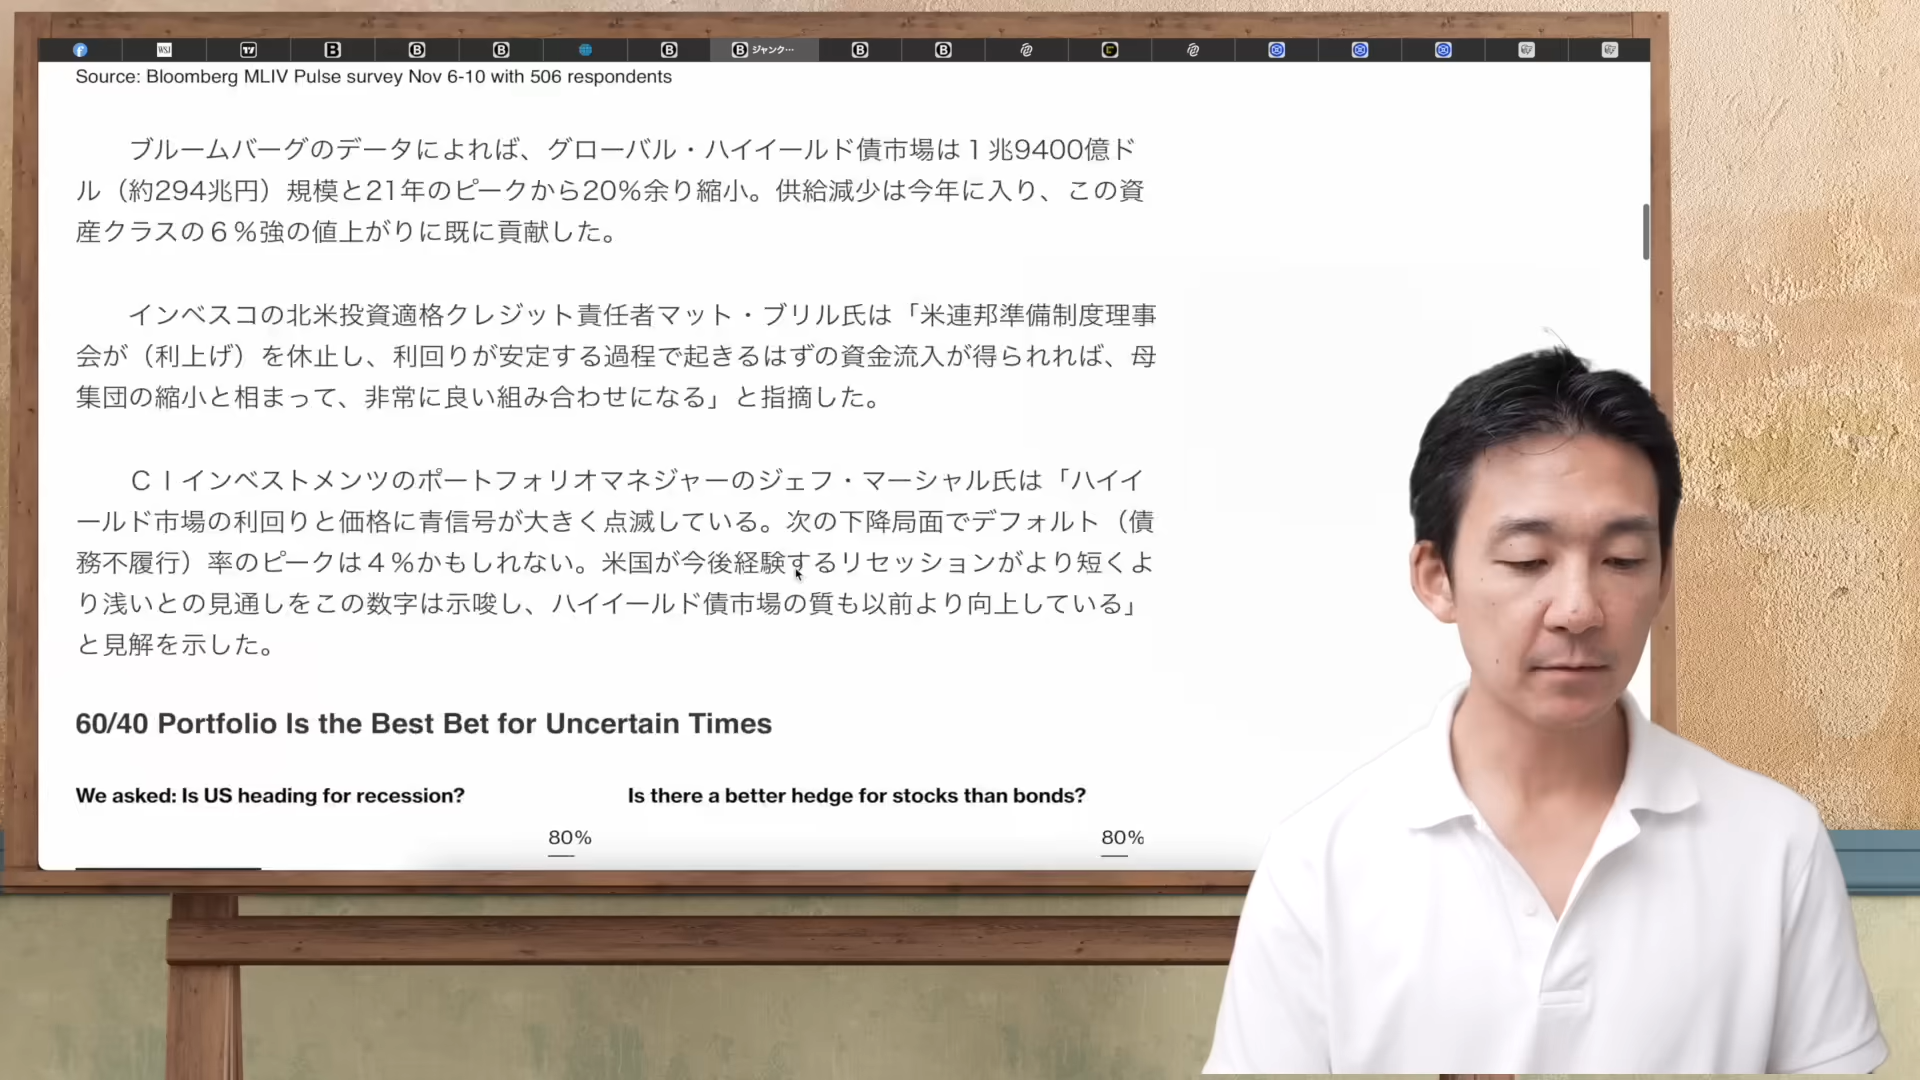 WSJ
B
B
B
B
B ジャンク…
B
B
Source: Bloomberg MLIV Pulse survey Nov 6-10 with 506 respondents
ブルームバーグのデータによれば、グローバル・ハイイールド債市場は１兆9400億ド
ル（約294兆円）規模と21年のピークから20％余り縮小。供給減少は今年に入り、この資
産クラスの６％強の値上がりに既に貢献した。
インベスコの北米投資適格クレジット責任者マット・ブリル氏は「米連邦準備制度理事
会が（利上げ）を休止し、利回りが安定する過程で起きるはずの資金流入が得られれば、母
集団の縮小と相まって、非常に良い組み合わせになる」と指摘した。
ＣＩインベストメンツのポートフォリオマネジャーのジェフ・マーシャル氏は「ハイイ
ールド市場の利回りと価格に青信号が大きく点滅している。次の下降局面でデフォルト（債
務不履行）率のピークは４％かもしれない。米国が今後経験するリセッションがより短くよ
り浅いとの見通しをこの数字は示唆し、ハイイールド債市場の質も以前より向上している」
と見解を示した。
60/40 Portfolio Is the Best Bet for Uncertain Times
We asked: Is US heading for recession?
Is there a better hedge for stocks than bonds?
80%
80%